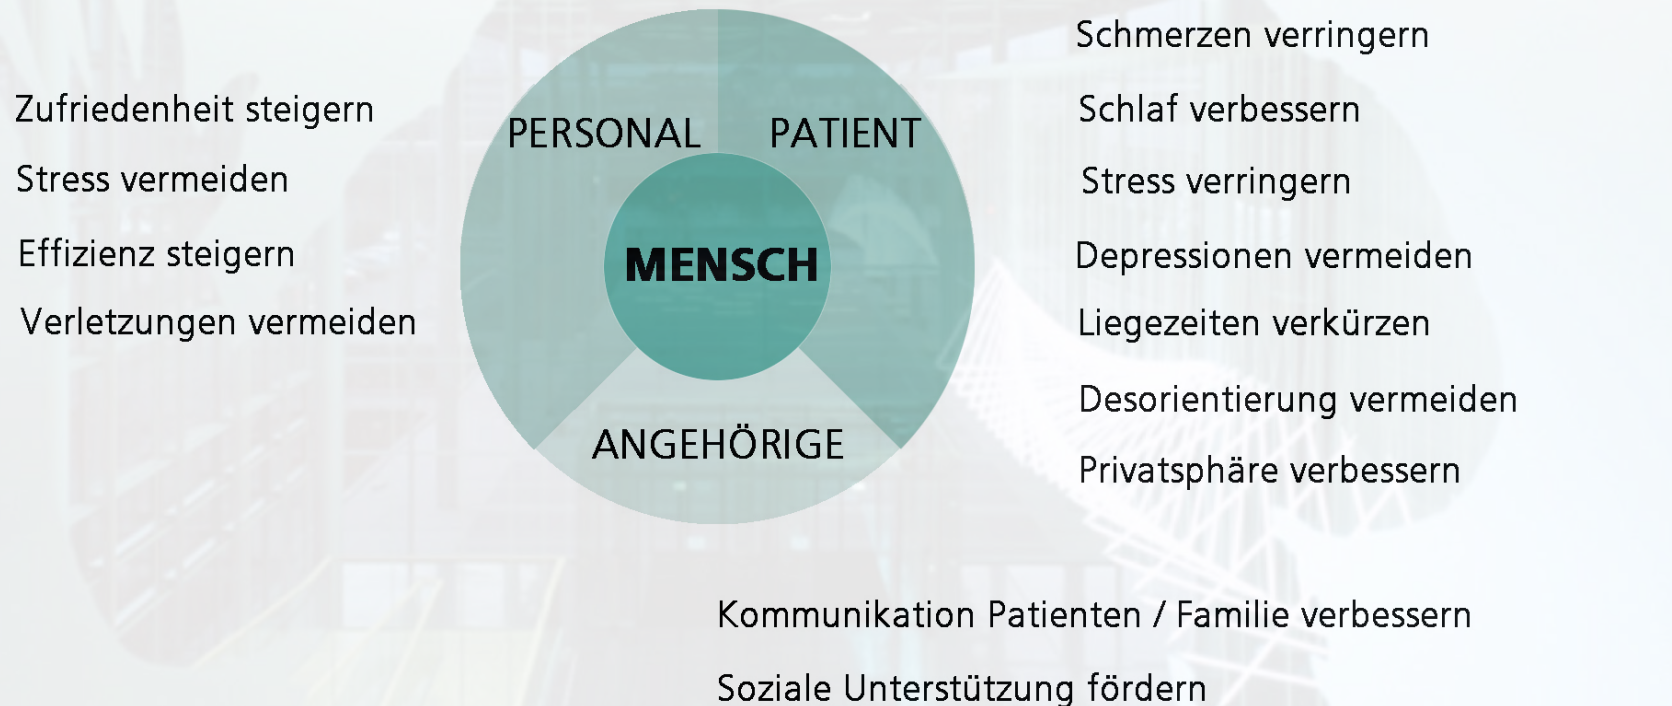 Zufriedenheit steigern
Stress vermeiden
Effizienz steigern
Verletzungen vermeiden
PERSONAL
PATIENT
MENSCH
ANGEHÖRIGE
Schmerzen verringern
Schlaf verbessern
Stress verringern
Depressionen vermeiden
Liegezeiten verkürzen
Desorientierung vermeiden
Privatsphäre verbessern
Kommunikation Patienten / Familie verbessern
Soziale Unterstützung fördern